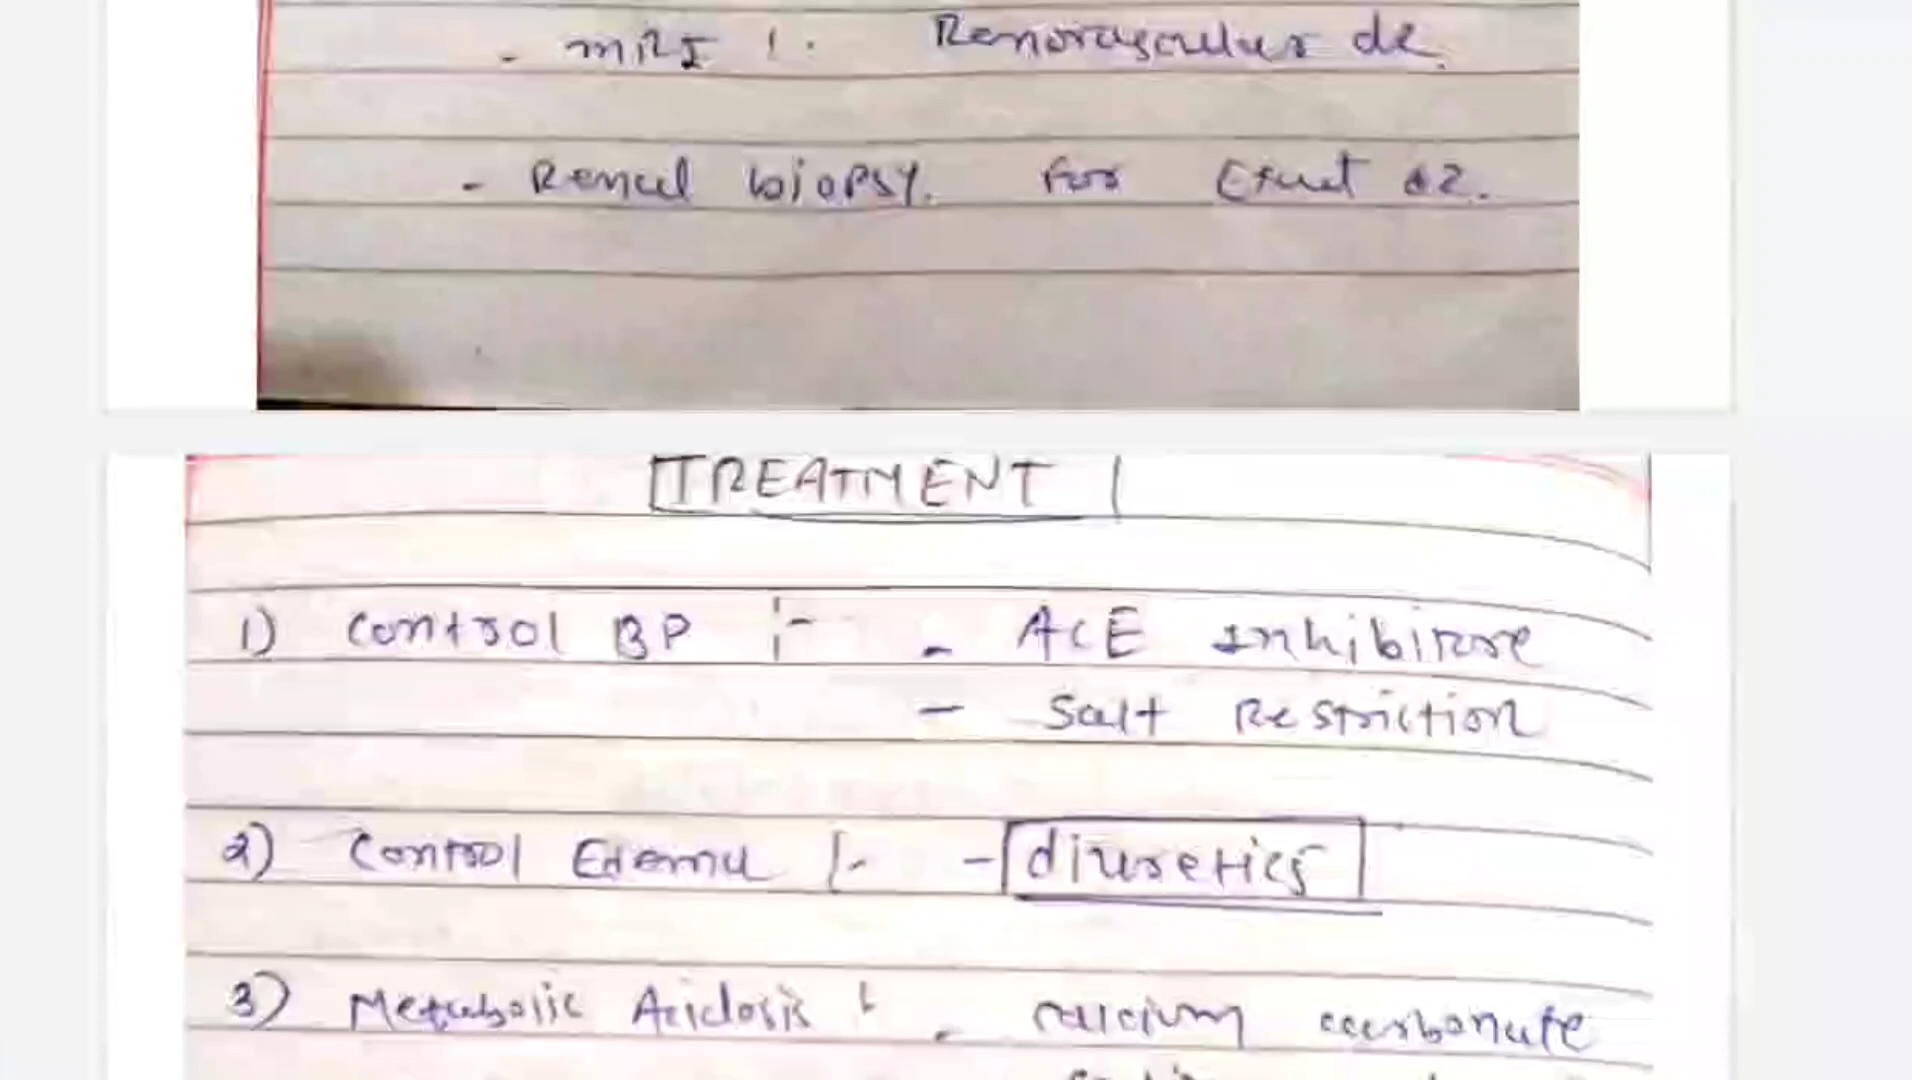 - MRI :. Renovascular dz.
- Renal biopsy. For Exact dz.
TREATMENT
1) Control BP :- - ACE Inhibitors
- Salt Restriction
2) Control Edema :- - diuretics
3) Metabolic Acidosis : - calcium carbonate